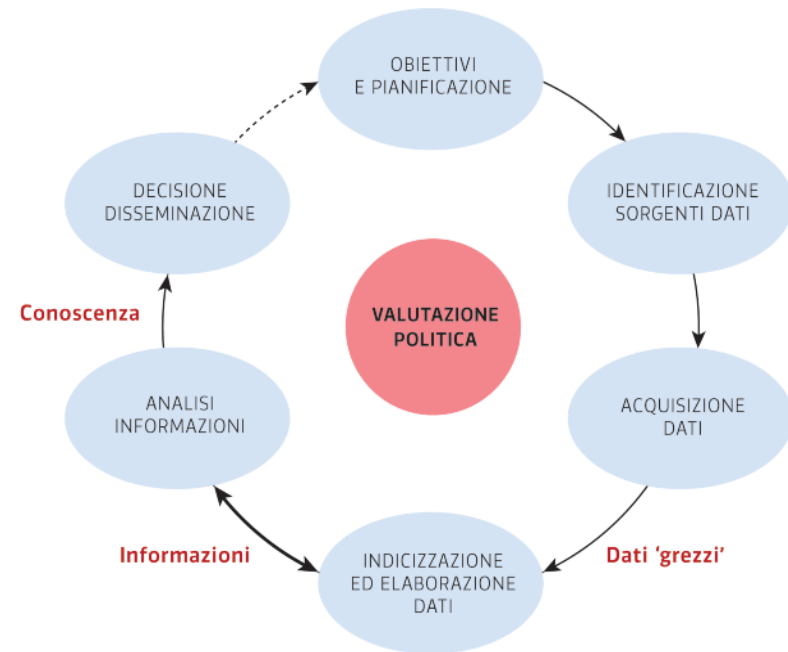 OBIETTIVI
E PIANIFICAZIONE
IDENTIFICAZIONE
SORGENTI DATI
ACQUISIZIONE
DATI
Dati ‘grezzi’
INDICIZZAZIONE
ED ELABORAZIONE
DATI
Informazioni
ANALISI
INFORMAZIONI
Conoscenza
DECISIONE
DISSEMINAZIONE
VALUTAZIONE
POLITICA